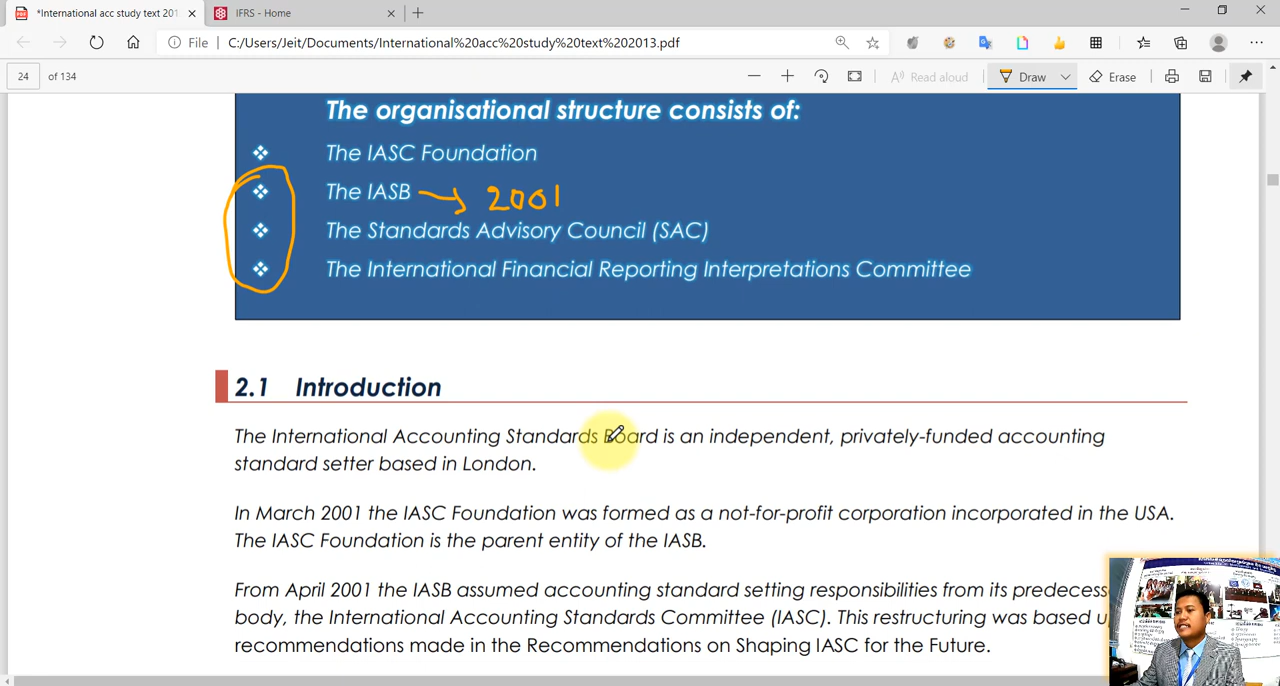 *International acc study text 201
IFRS - Home
File
C:/Users/Jeit/Documents/International%20acc%20study%20text%202013.pdf
24 of 134
Read aloud
Draw
Erase
The organisational structure consists of:
The IASC Foundation
The IASB → 2001
The Standards Advisory Council (SAC)
The International Financial Reporting Interpretations Committee
2.1 Introduction
The International Accounting Standards Board is an independent, privately-funded accounting
standard setter based in London.
In March 2001 the IASC Foundation was formed as a not-for-profit corporation incorporated in the USA.
The IASC Foundation is the parent entity of the IASB.
From April 2001 the IASB assumed accounting standard setting responsibilities from its predecess
body, the International Accounting Standards Committee (IASC). This restructuring was based u
recommendations made in the Recommendations on Shaping IASC for the Future.